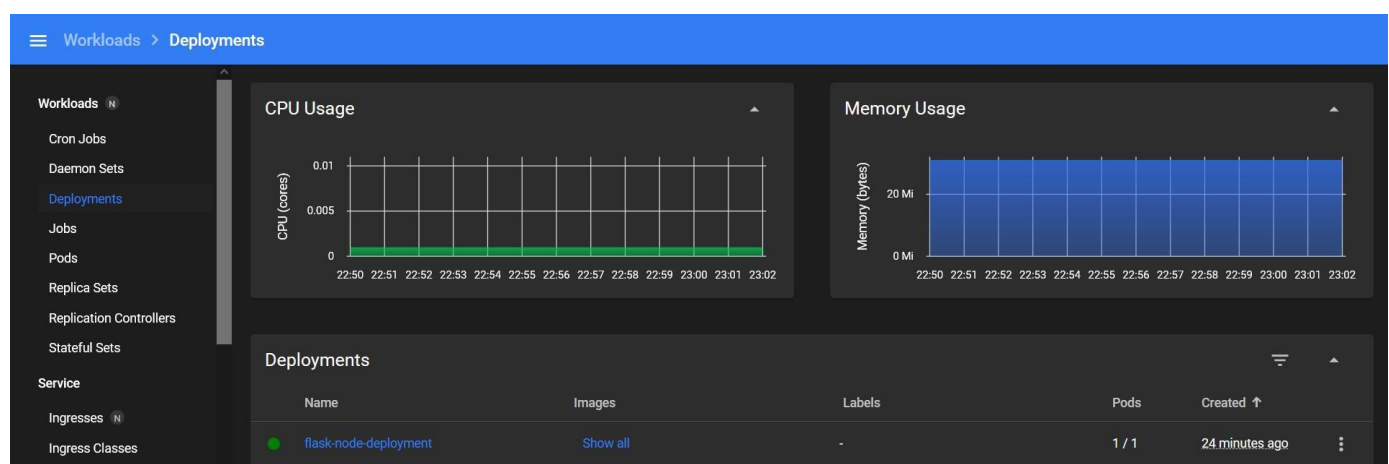 Workloads > Deployments
Workloads N
Cron Jobs
Daemon Sets
Deployments
Jobs
Pods
Replica Sets
Replication Controllers
Stateful Sets
Service
Ingresses N
Ingress Classes
CPU Usage
CPU (cores)
0.01
0.005
0
22:50 22:51 22:52 22:53 22:54 22:55 22:56 22:57 22:58 22:59 23:00 23:01 23:02
Memory Usage
Memory (bytes)
20 Mi
0 Mi
22:50 22:51 22:52 22:53 22:54 22:55 22:56 22:57 22:58 22:59 23:00 23:01 23:02
Deployments
Name Images Labels Pods Created ↑
flask-node-deployment Show all - 1 / 1 24 minutes ago